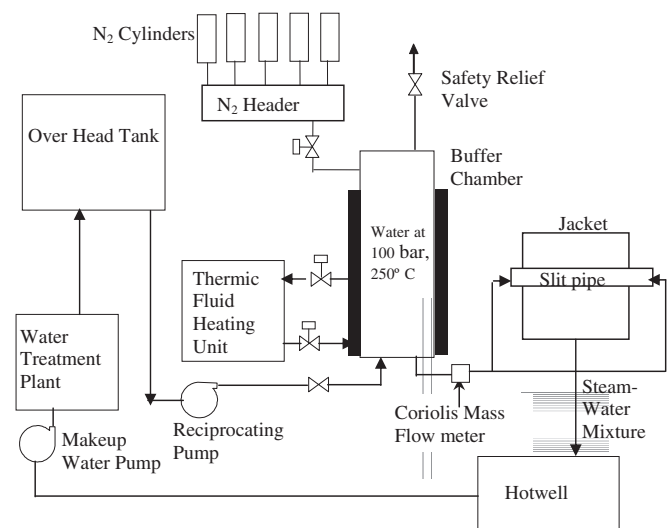 N2 Cylinders
N2 Header
Safety Relief
Valve
Over Head Tank
Buffer
Chamber
Water at
100 bar,
250º C
Jacket
Slit pipe
Thermic
Fluid
Heating
Unit
Water
Treatment
Plant
Reciprocating
Pump
Coriolis Mass
Flow meter
Steam-
Water
Mixture
Makeup
Water Pump
Hotwell